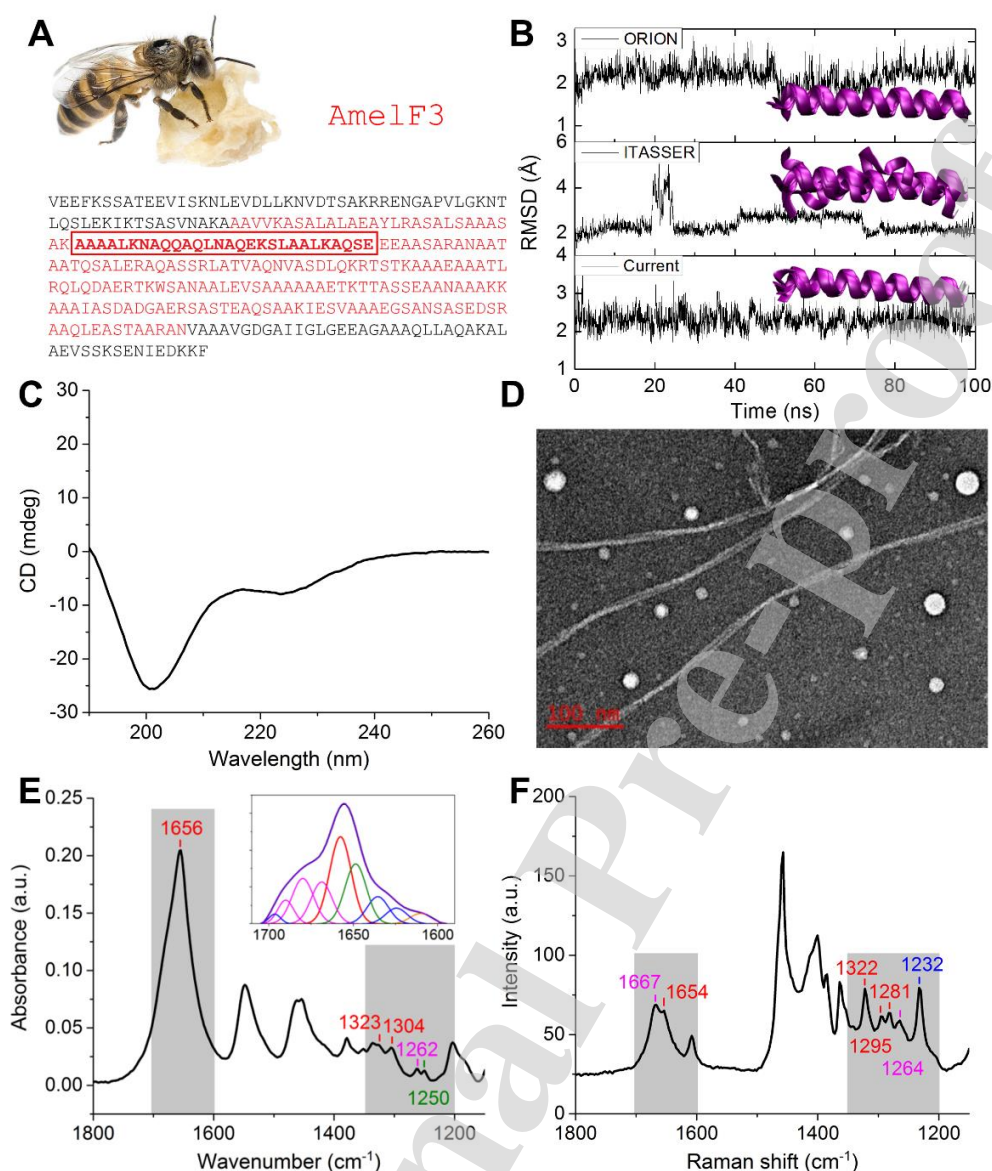 A
AmelF3
VEEFKSSATEEVISKNLEVDLLKNVDTSAKRRENGAPVLGKNT
LQSLEKIKTSASVNAKAAAVVKASALALAEAYLRASALSAAAS
AKAAAALKNAQQAQLNAQEKSLAALKAQSEEEAASARANAAT
AATQSALERAQASSRLATVAQNVASDLQKRTSTKAAAEAAATL
RQLQDAERTKWSANAALEVSAAAAAAETKTTASSEAANAAAKK
AAAIASDADGAERSASTEAQSAAKIESVAAAEGSANSASEDSR
AAQLEASTAARANVAAAVGDGAIIGLGEEAGAAAQLLAQAKAL
AEVSSKSENIEDKKF
B
ORION
3
2
1
6
ITASSER
4
2
4
Current
3
2
1
RMSD (Å)
0 20 40 60 80 100
Time (ns)
C
30
20
10
0
-10
-20
-30
CD (mdeg)
200 220 240 260
Wavelength (nm)
D
100 nm
E
0.25
0.20
0.15
0.10
0.05
0.00
Absorbance (a.u.)
1656
1323
1304
1262
1250
1700 1650 1600
1800 1600 1400 1200
Wavenumber (cm-1)
F
200
150
100
50
0
Intensity (a.u.)
1667
1654
1322
1295
1281
1264
1232
1800 1600 1400 1200
Raman shift (cm-1)
nal Pre-proof